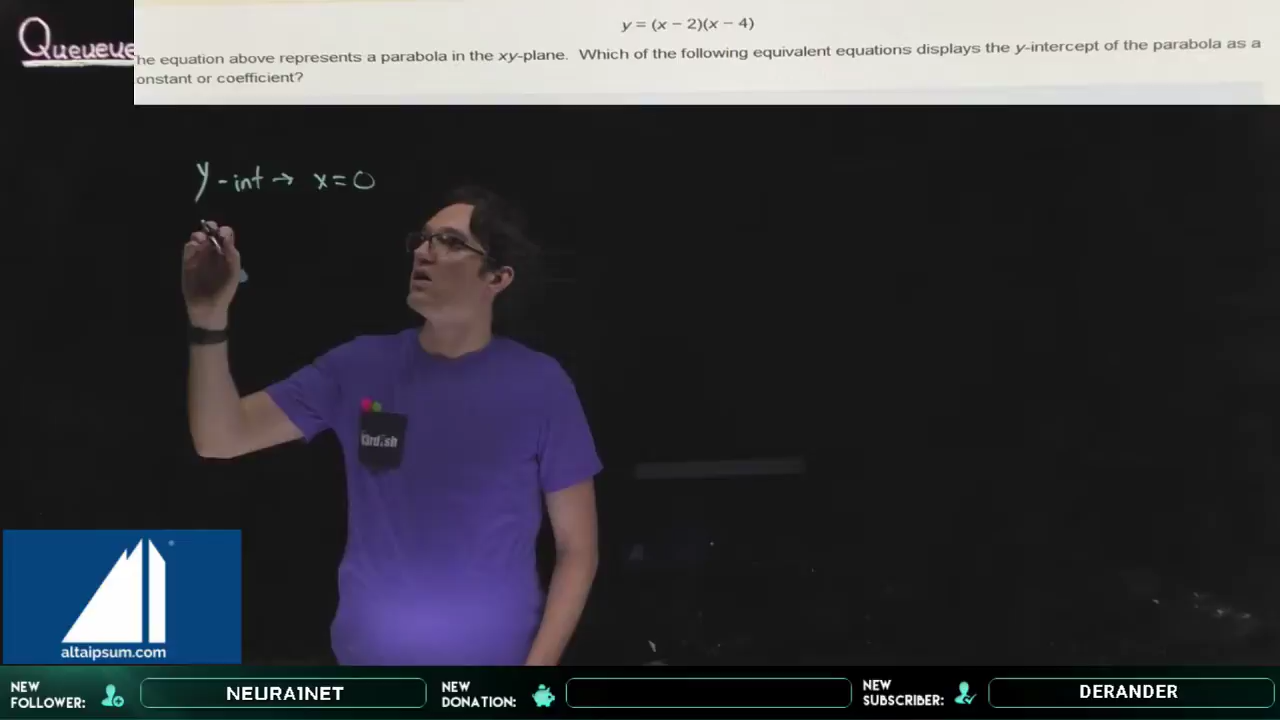 Queueue
y = (x − 2)(x − 4)
he equation above represents a parabola in the xy-plane. Which of the following equivalent equations displays the y-intercept of the parabola as a
onstant or coefficient?
y-int → x=0
altaipsum.com
NEW FOLLOWER:
NEURA1NET
NEW DONATION:
NEW SUBSCRIBER:
DERANDER